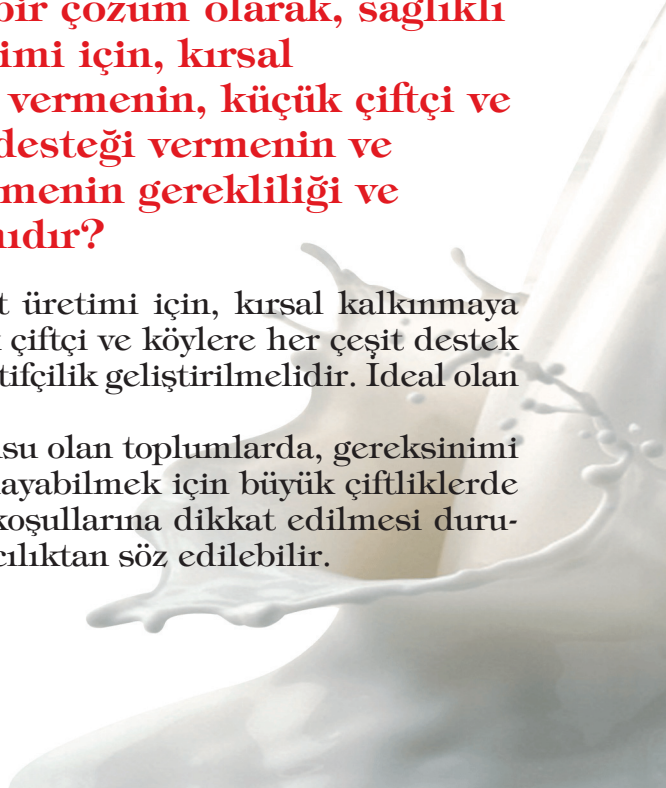 bir çözüm olarak, sağlıklı
imi için, kırsal
vermenin, küçük çiftçi ve
desteği vermenin ve
menin gerekliliği ve
mıdır?
t üretimi için, kırsal kalkınmaya
çiftçi ve köylere her çeşit destek
tifçilik geliştirilmelidir. İdeal olan
usu olan toplumlarda, gereksinimi
ayabilmek için büyük çiftliklerde
koşullarına dikkat edilmesi duru-
cılıktan söz edilebilir.